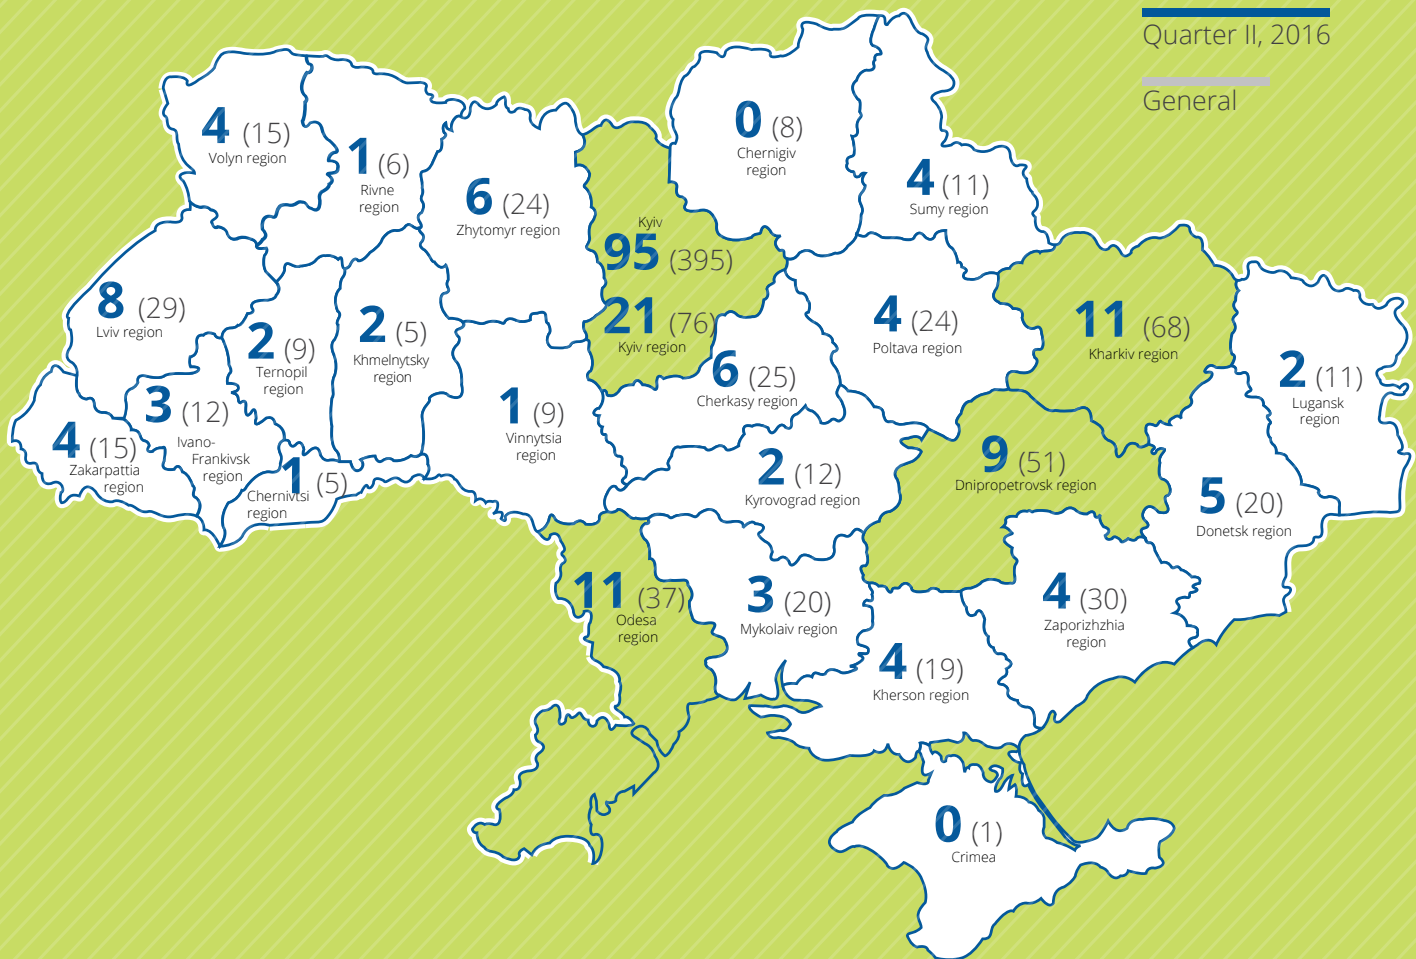 Quarter II, 2016
General
4 (15)
Volyn region
1 (6)
Rivne
region
6 (24)
Zhytomyr region
Kyiv
95 (395)
21 (76)
Kyiv region
0 (8)
Chernigiv
region
4 (11)
Sumy region
8 (29)
Lviv region
2 (9)
Ternopil
region
2 (5)
Khmelnytsky
region
1 (9)
Vinnytsia
region
6 (25)
Cherkasy region
4 (24)
Poltava region
11 (68)
Kharkiv region
2 (11)
Lugansk
region
4 (15)
Zakarpattia
region
3 (12)
Ivano-
Frankivsk
region
1 (5)
Chernivtsi
region
2 (12)
Kyrovograd region
9 (51)
Dnipropetrovsk region
5 (20)
Donetsk region
11 (37)
Odesa
region
3 (20)
Mykolaiv region
4 (19)
Kherson region
4 (30)
Zaporizhzhia
region
0 (1)
Crimea